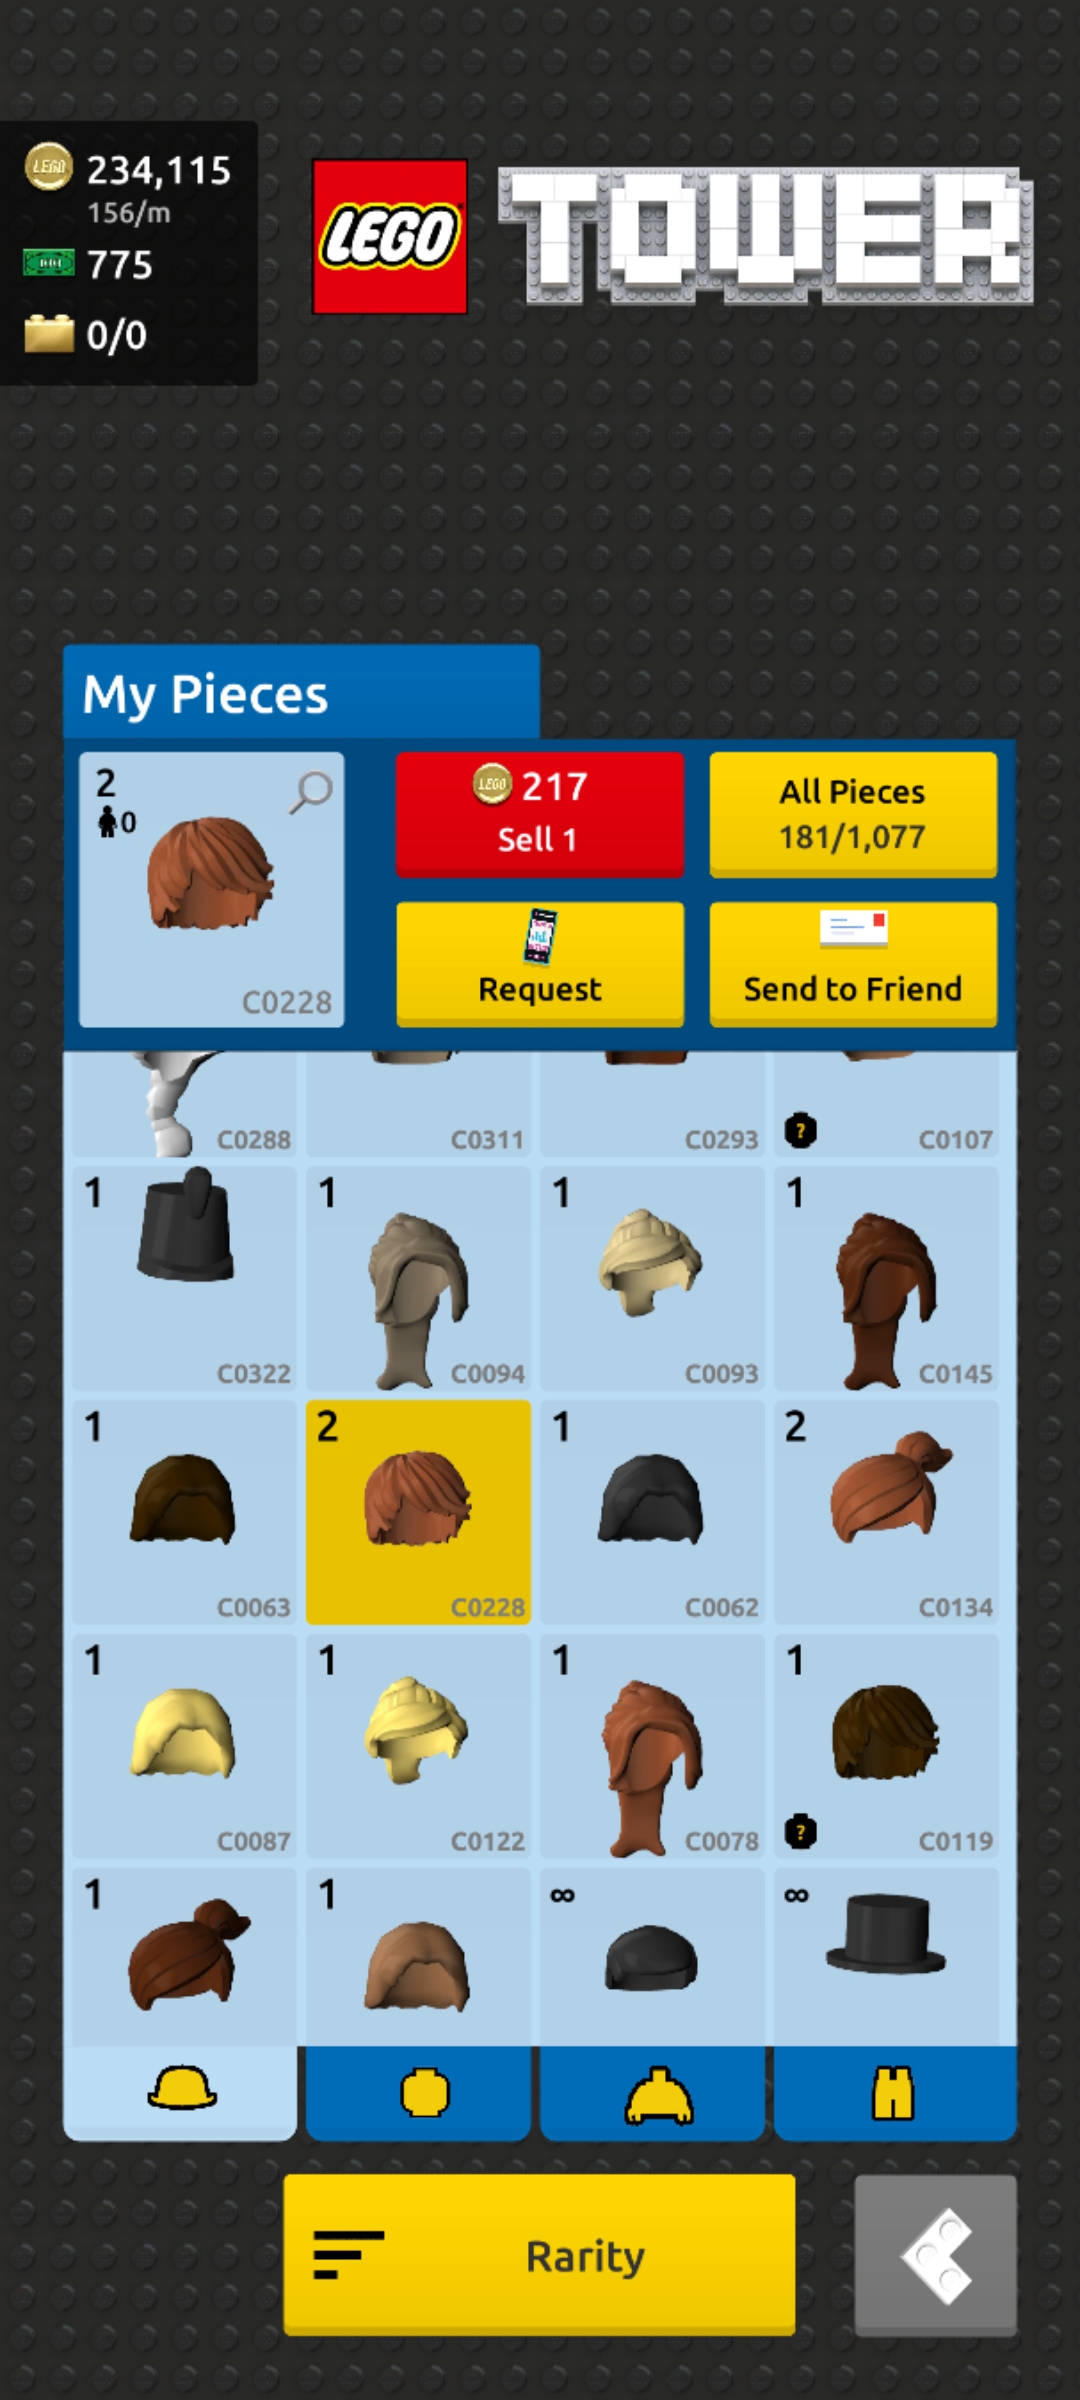 LEGO 234,115
156/m
775
0/0
LEGO TOWER
My Pieces
2
0
C0228
LEGO 217
Sell 1
All Pieces
181/1,077
Request
Send to Friend
C0288 C0311 C0293 ? C0107
1 1 1 1
C0322 C0094 C0093 C0145
1 2 1 2
C0063 C0228 C0062 C0134
1 1 1 1
C0087 C0122 C0078 ? C0119
1 1 ∞ ∞
Rarity